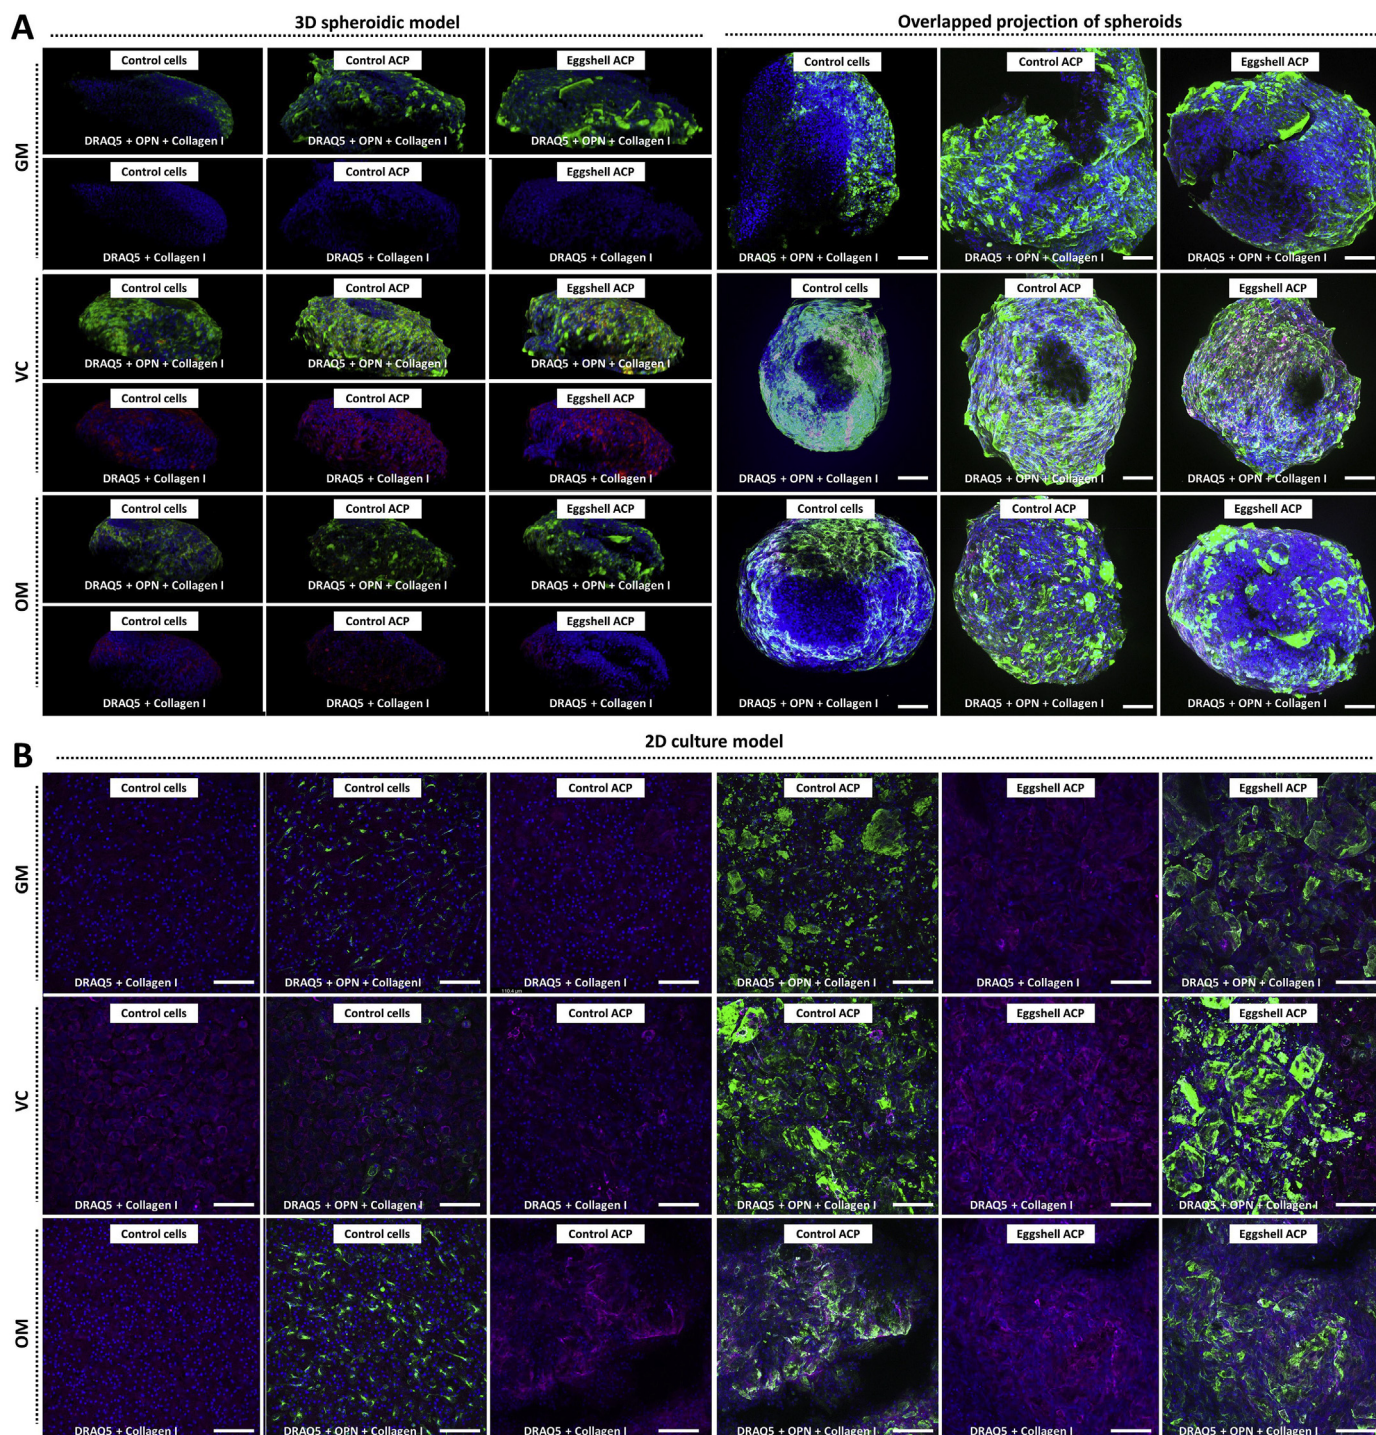 A
3D spheroidic model
Overlapped projection of spheroids
GM
Control cells
Control ACP
Eggshell ACP
Control cells
Control ACP
Eggshell ACP
DRAQ5 + OPN + Collagen I
DRAQ5 + OPN + Collagen I
DRAQ5 + OPN + Collagen I
Control cells
Control ACP
Eggshell ACP
DRAQ5 + Collagen I
DRAQ5 + Collagen I
DRAQ5 + Collagen I
DRAQ5 + OPN + Collagen I
DRAQ5 + OPN + Collagen I
DRAQ5 + OPN + Collagen I
VC
Control cells
Control ACP
Eggshell ACP
Control cells
Control ACP
Eggshell ACP
DRAQ5 + OPN + Collagen I
DRAQ5 + OPN + Collagen I
DRAQ5 + OPN + Collagen I
Control cells
Control ACP
Eggshell ACP
DRAQ5 + Collagen I
DRAQ5 + Collagen I
DRAQ5 + Collagen I
DRAQ5 + OPN + Collagen I
DRAQ5 + OPN + Collagen I
DRAQ5 + OPN + Collagen I
OM
Control cells
Control ACP
Eggshell ACP
Control cells
Control ACP
Eggshell ACP
DRAQ5 + OPN + Collagen I
DRAQ5 + OPN + Collagen I
DRAQ5 + OPN + Collagen I
Control cells
Control ACP
Eggshell ACP
DRAQ5 + Collagen I
DRAQ5 + Collagen I
DRAQ5 + Collagen I
DRAQ5 + OPN + Collagen I
DRAQ5 + OPN + Collagen I
DRAQ5 + OPN + Collagen I
B
2D culture model
GM
Control cells
Control cells
Control ACP
Control ACP
Eggshell ACP
Eggshell ACP
DRAQ5 + Collagen I
DRAQ5 + OPN + CollagenI
DRAQ5 + Collagen I
DRAQ5 + OPN + Collagen I
DRAQ5 + Collagen I
DRAQ5 + OPN + Collagen I
110.4 µm
VC
Control cells
Control cells
Control ACP
Control ACP
Eggshell ACP
Eggshell ACP
DRAQ5 + Collagen I
DRAQ5 + OPN + Collagen I
DRAQ5 + Collagen I
DRAQ5 + OPN + Collagen I
DRAQ5 + Collagen I
DRAQ5 + OPN + Collagen I
OM
Control cells
Control cells
Control ACP
Control ACP
Eggshell ACP
Eggshell ACP
DRAQ5 + Collagen I
DRAQ5 + OPN + Collagen I
DRAQ5 + Collagen I
DRAQ5 + OPN + Collagen I
DRAQ5 + Collagen I
DRAQ5 + OPN + Collagen I